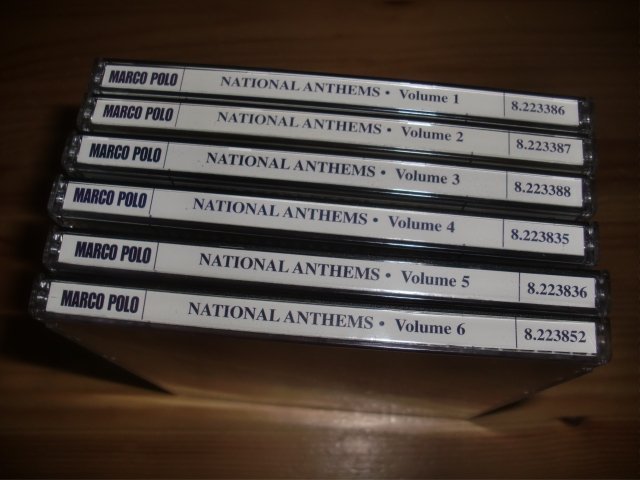 MARCO POLO NATIONAL ANTHEMS • Volume 1 8.223386
MARCO POLO NATIONAL ANTHEMS • Volume 2 8.223387
MARCO POLO NATIONAL ANTHEMS • Volume 3 8.223388
MARCO POLO NATIONAL ANTHEMS • Volume 4 8.223835
MARCO POLO NATIONAL ANTHEMS • Volume 5 8.223836
MARCO POLO NATIONAL ANTHEMS • Volume 6 8.223852